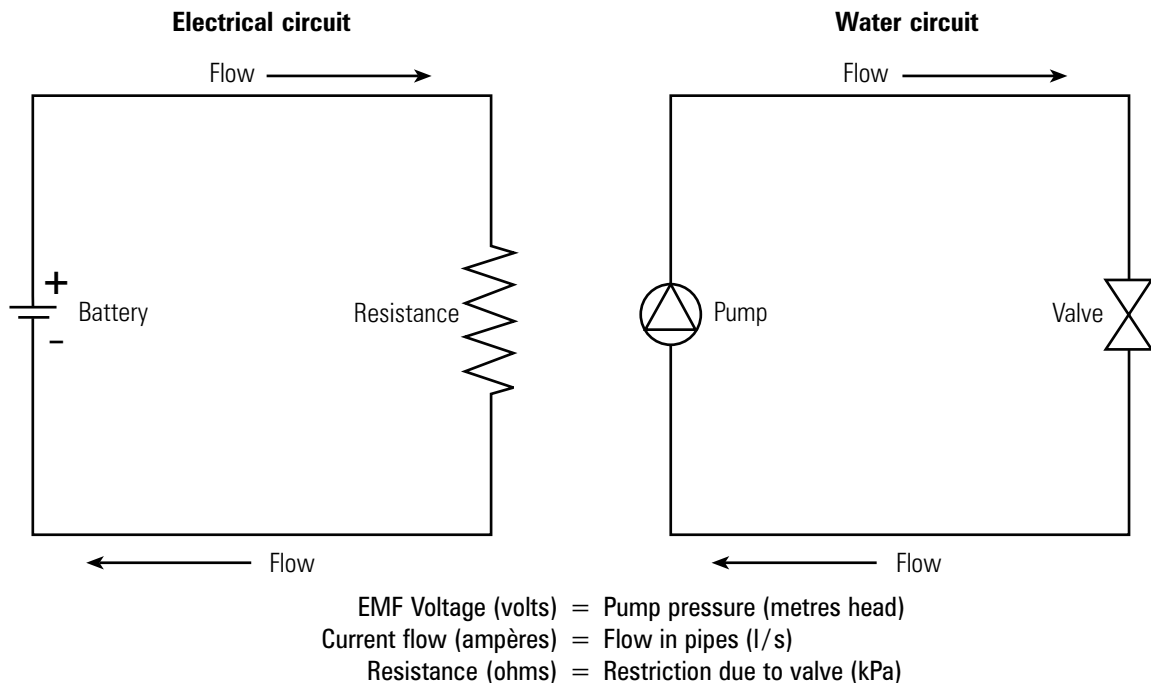 Electrical circuit
Flow
+
Battery
-
Resistance
Flow
Water circuit
Flow
Pump
Valve
Flow
EMF Voltage (volts) = Pump pressure (metres head)
Current flow (ampères) = Flow in pipes (l/s)
Resistance (ohms) = Restriction due to valve (kPa)